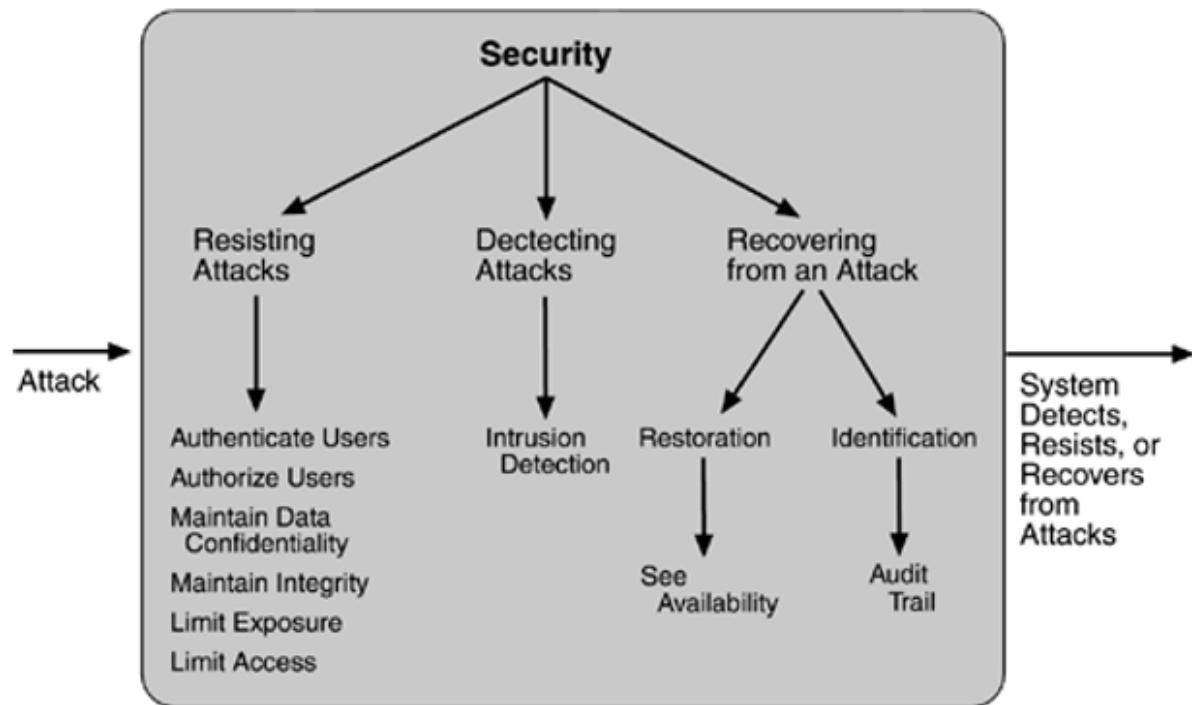 Security
Resisting
Attacks
Dectecting
Attacks
Recovering
from an Attack
Attack
Authenticate Users
Authorize Users
Maintain Data
Confidentiality
Maintain Integrity
Limit Exposure
Limit Access
Intrusion
Detection
Restoration
Identification
See
Availability
Audit
Trail
System
Detects,
Resists, or
Recovers
from
Attacks